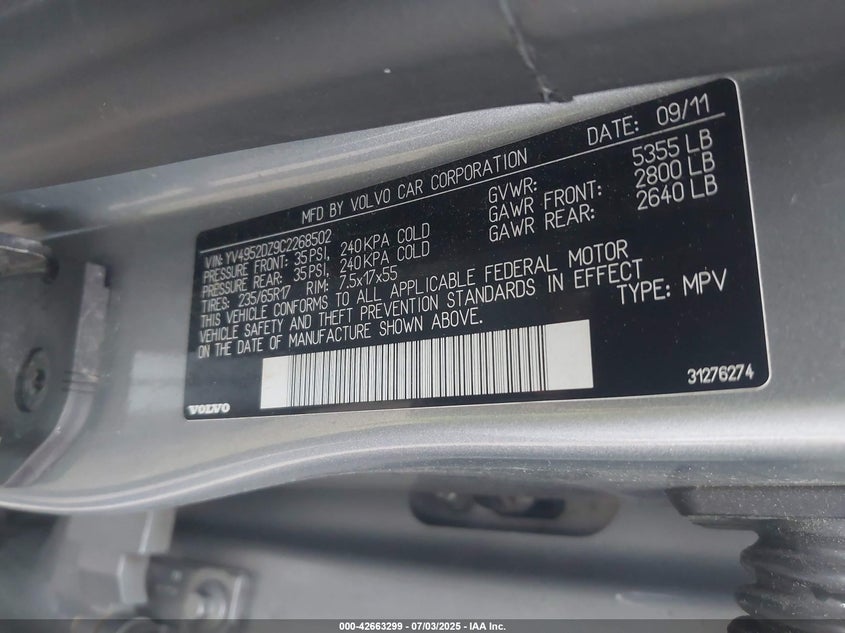 MFD BY VOLVO CAR CORPORATION DATE: 09/11
VIN: YV4952DZ9C2268502 GVWR: 5355 LB
PRESSURE FRONT: 35PSI, 240KPA COLD GAWR FRONT: 2800 LB
PRESSURE REAR: 35PSI, 240KPA COLD GAWR REAR: 2640 LB
TIRES: 235/65R17 RIM: 7.5x17x55
THIS VEHICLE CONFORMS TO ALL APPLICABLE FEDERAL MOTOR
VEHICLE SAFETY AND THEFT PREVENTION STANDARDS IN EFFECT
ON THE DATE OF MANUFACTURE SHOWN ABOVE. TYPE: MPV
VOLVO 31276274
000-42663299 - 07/03/2025 - IAA Inc.